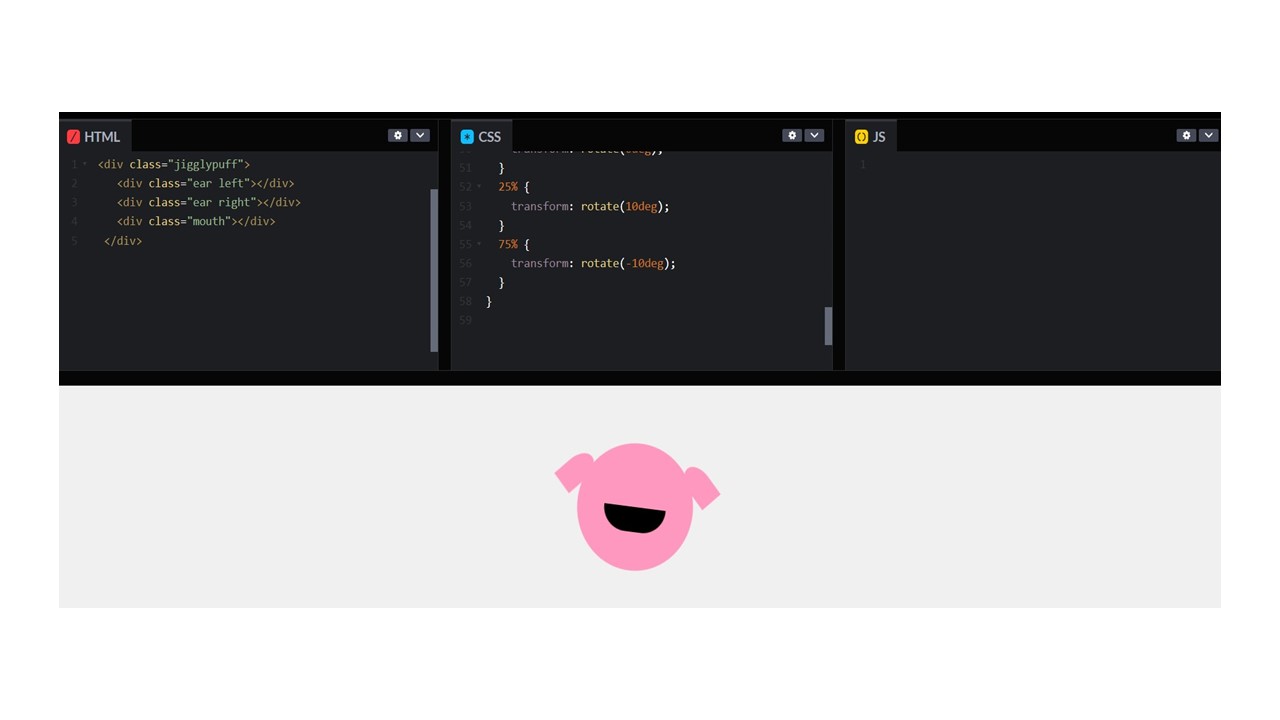 HTML
1 <div class="jigglypuff">
2 <div class="ear left"></div>
3 <div class="ear right"></div>
4 <div class="mouth"></div>
5 </div>
CSS
51 }
52 25% {
53 transform: rotate(10deg);
54 }
55 75% {
56 transform: rotate(-10deg);
57 }
58 }
59
JS
1